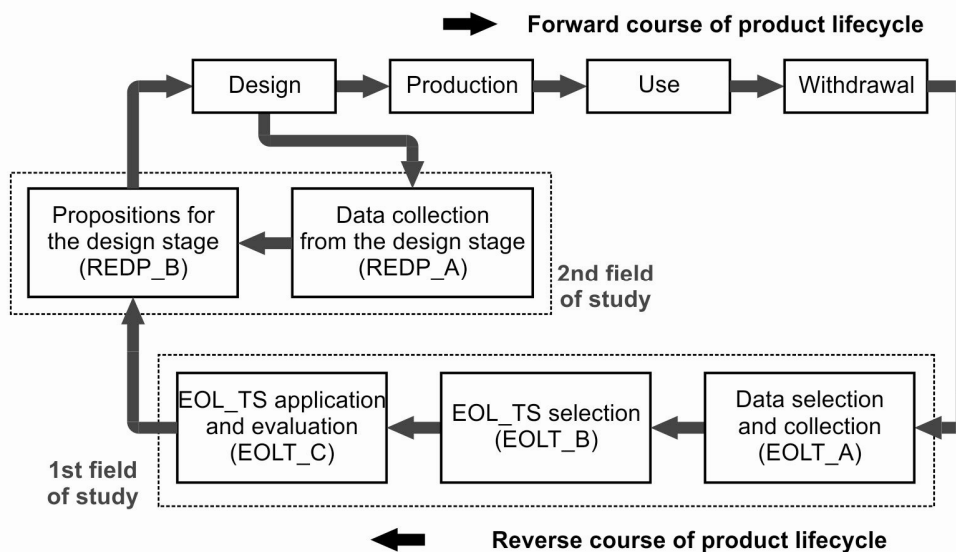 Forward course of product lifecycle
Design
Production
Use
Withdrawal
Propositions for
the design stage
(REDP_B)
Data collection
from the design stage
(REDP_A)
2nd field
of study
EOL_TS application
and evaluation
(EOLT_C)
EOL_TS selection
(EOLT_B)
Data selection
and collection
(EOLT_A)
1st field
of study
Reverse course of product lifecycle